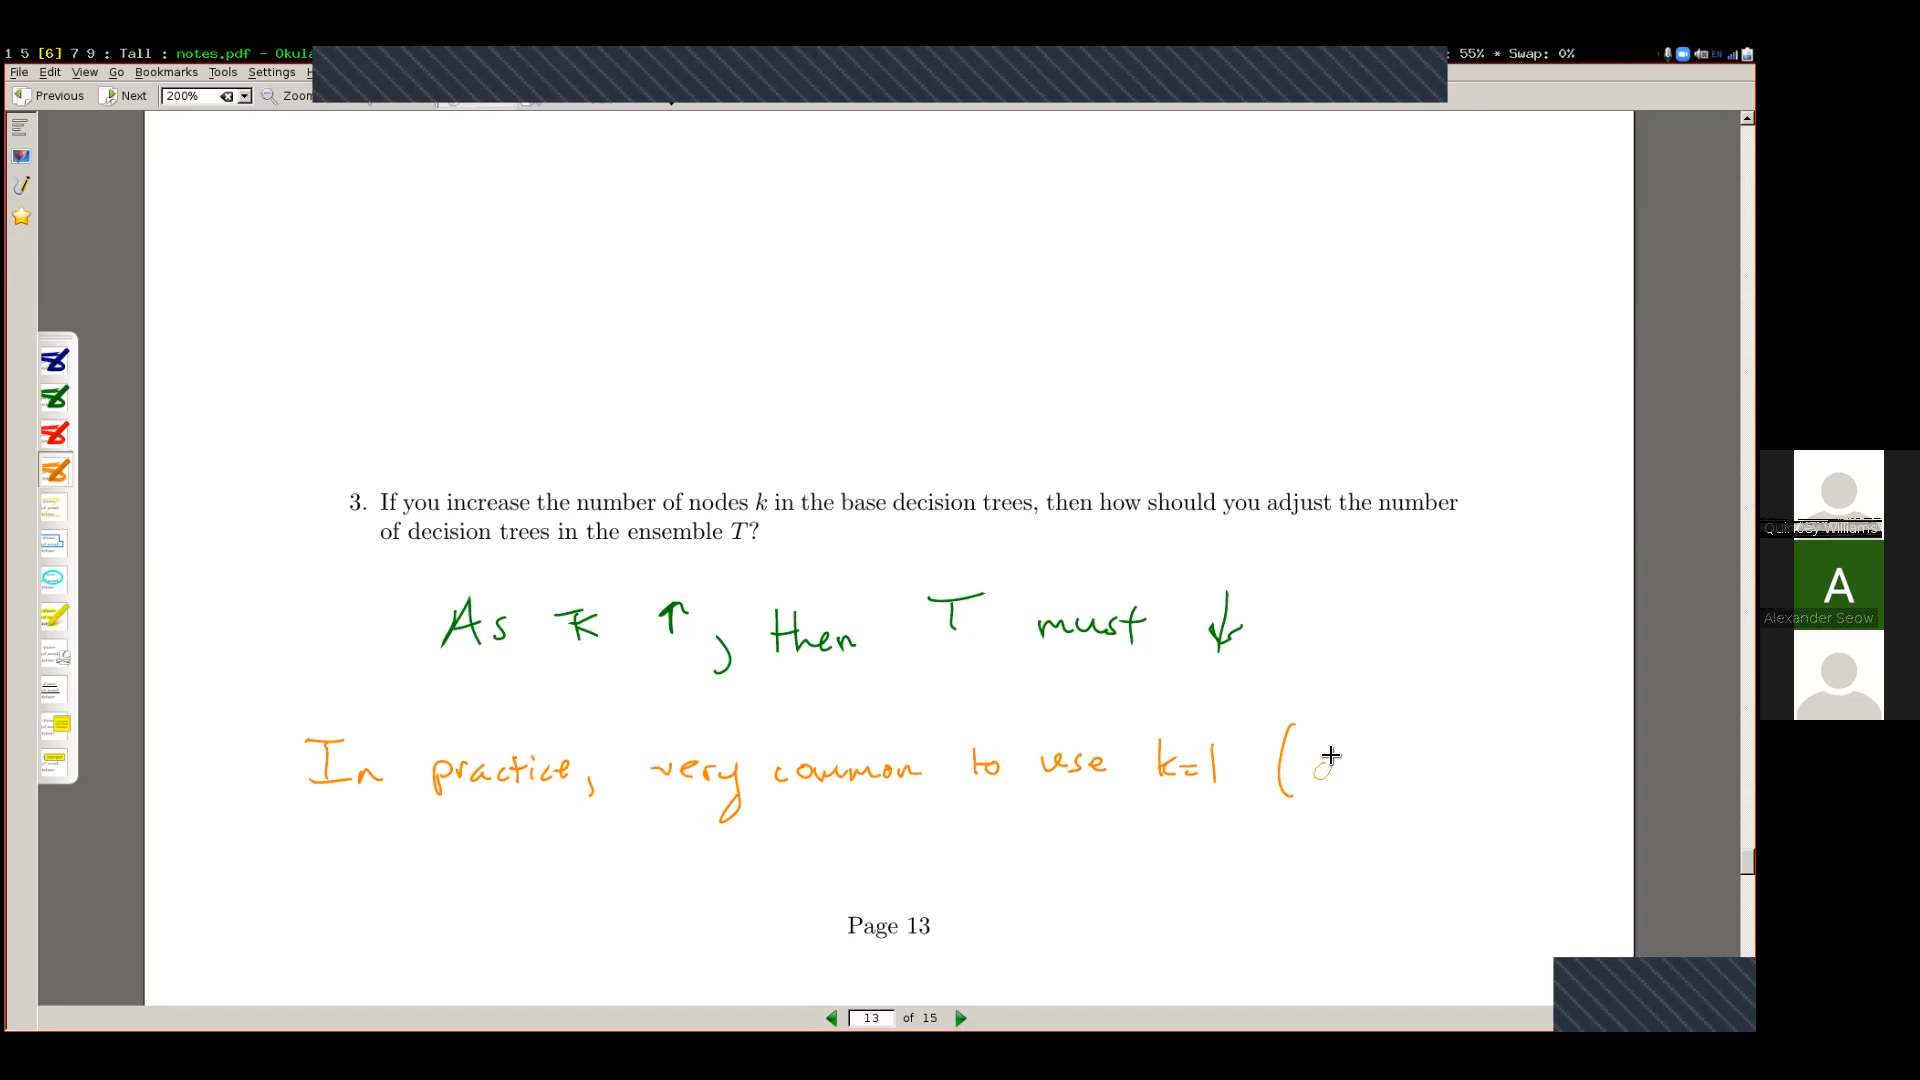 1 5 [6] 7 9 : Tall : notes.pdf – Okula
: 55% * Swap: 0%
EN
File Edit View Go Bookmarks Tools Settings H
Previous Next 200% Zoom
3. If you increase the number of nodes k in the base decision trees, then how should you adjust the number
of decision trees in the ensemble T?
As k ↑, then T must ↓
In practice, very common to use k=1 (
Page 13
13 of 15
Quincey Williams
A
Alexander Seow